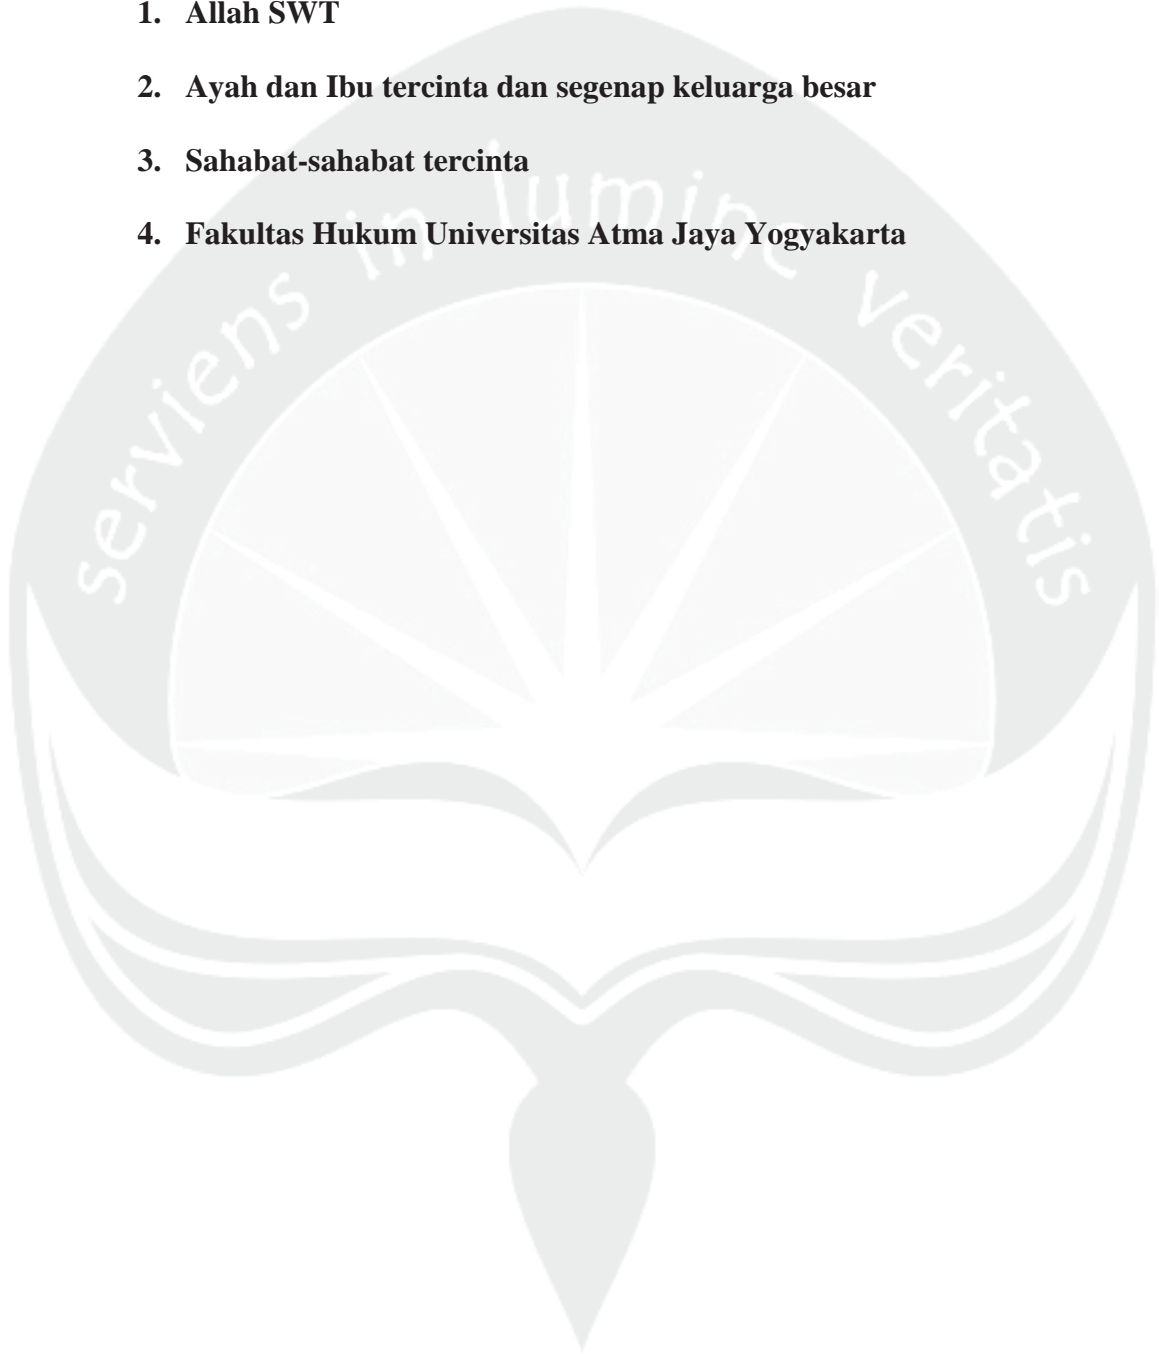 1. Allah SWT
2. Ayah dan Ibu tercinta dan segenap keluarga besar
3. Sahabat-sahabat tercinta
4. Fakultas Hukum Universitas Atma Jaya Yogyakarta
serviens in lumine veritatis